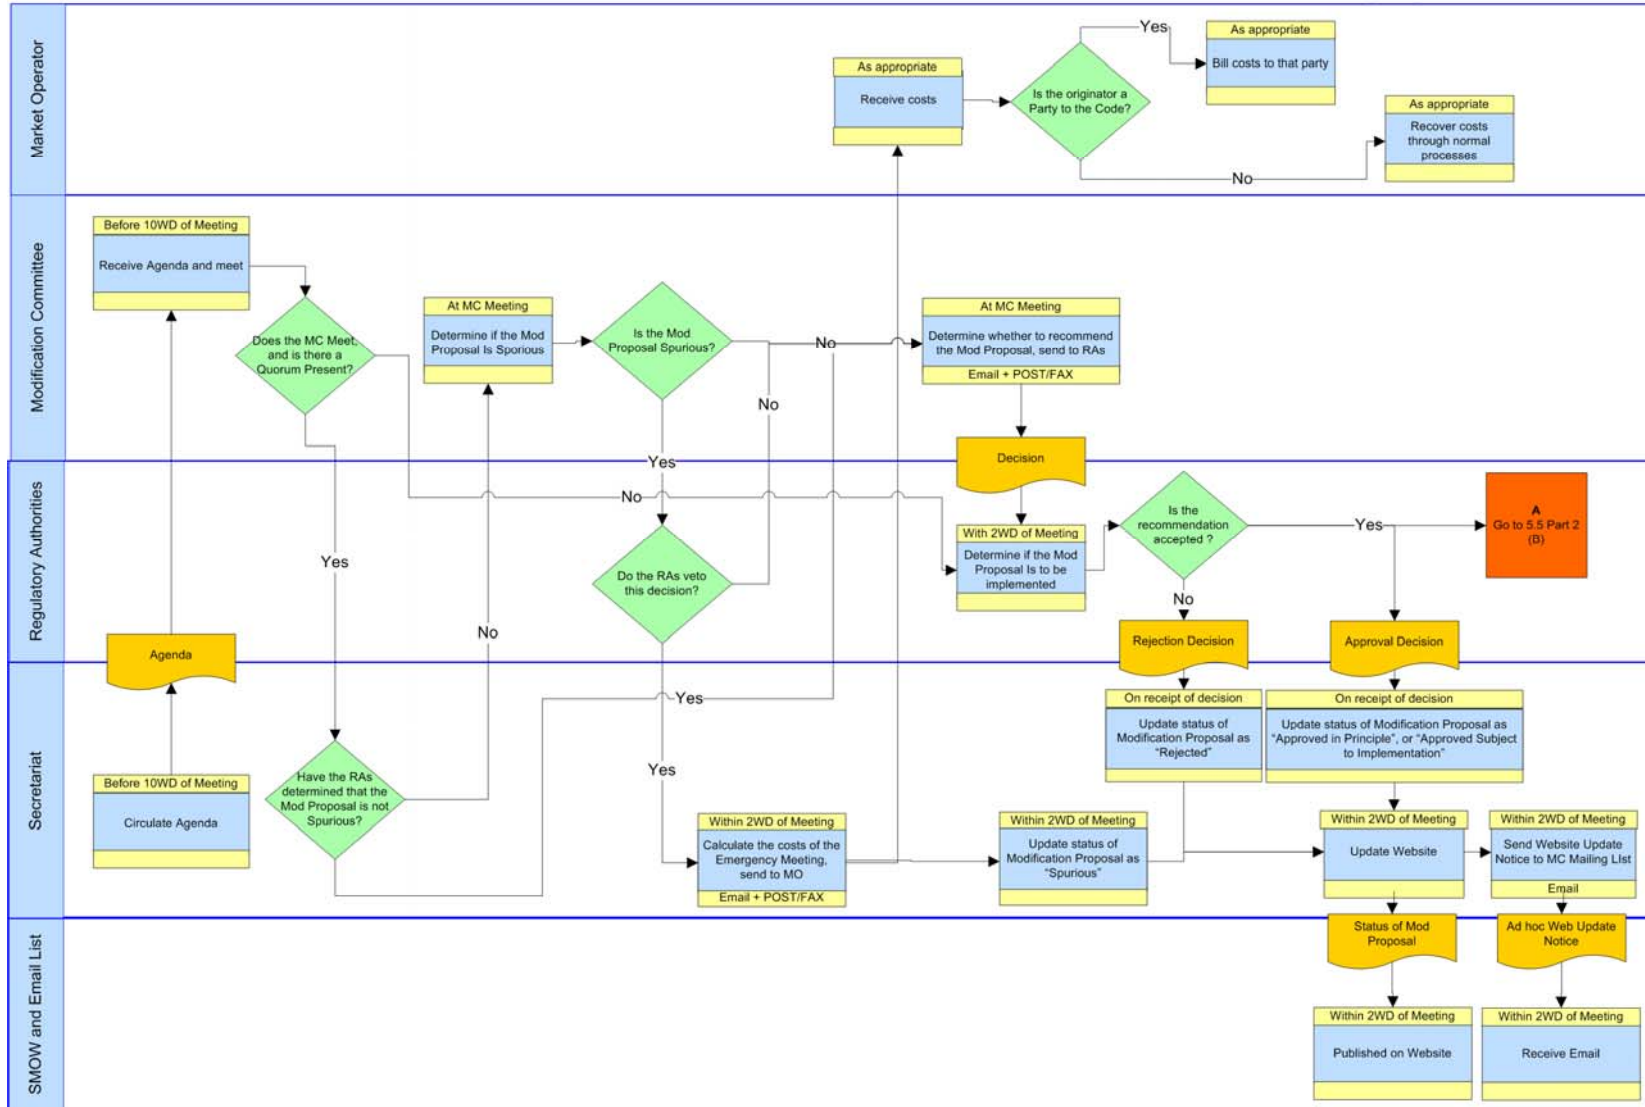 Market Operator
As appropriate
Receive costs
Is the originator a
Party to the Code?
Yes
As appropriate
Bill costs to that party
No
As appropriate
Recover costs
through normal
processes
Modification Committee
Before 10WD of Meeting
Receive Agenda and meet
Does the MC Meet,
and is there a
Quorum Present?
At MC Meeting
Determine if the Mod
Proposal Is Sporious
Is the Mod
Proposal Spurious?
No
No
At MC Meeting
Determine whether to recommend
the Mod Proposal, send to RAs
Email + POST/FAX
Decision
Yes
Regulatory Authorities
No
Yes
No
Do the RAs veto
this decision?
With 2WD of Meeting
Determine if the Mod
Proposal Is to be
implemented
Is the
recommendation
accepted ?
Yes
No
A
Go to 5.5 Part 2
(B)
Agenda
Rejection Decision
Approval Decision
Secretariat
Before 10WD of Meeting
Circulate Agenda
Have the RAs
determined that the
Mod Proposal is not
Spurious?
Yes
Yes
Within 2WD of Meeting
Calculate the costs of the
Emergency Meeting,
send to MO
Email + POST/FAX
Within 2WD of Meeting
Update status of
Modification Proposal as
“Spurious”
On receipt of decision
Update status of
Modification Proposal as
“Rejected”
On receipt of decision
Update status of Modification Proposal as
“Approved in Principle”, or “Approved Subject
to Implementation”
Within 2WD of Meeting
Update Website
Within 2WD of Meeting
Send Website Update
Notice to MC Mailing LIst
Email
SMOW and Email List
Status of Mod
Proposal
Ad hoc Web Update
Notice
Within 2WD of Meeting
Published on Website
Within 2WD of Meeting
Receive Email